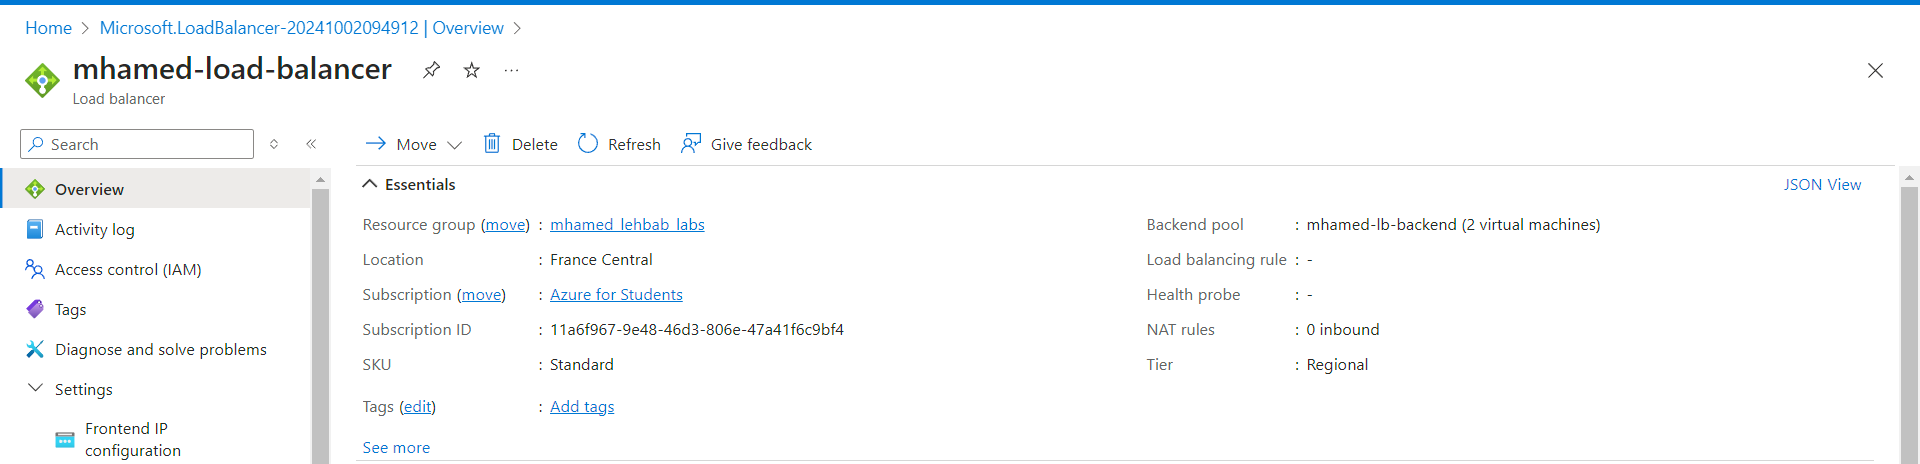 Home > Microsoft.LoadBalancer-20241002094912 | Overview >
mhamed-load-balancer
Load balancer
Search
Move
Delete
Refresh
Give feedback
Overview
Activity log
Access control (IAM)
Tags
Diagnose and solve problems
Settings
Frontend IP
configuration
Essentials
JSON View
Resource group (move) : mhamed_lehbab_labs
Location : France Central
Subscription (move) : Azure for Students
Subscription ID : 11a6f967-9e48-46d3-806e-47a41f6c9bf4
SKU : Standard
Tags (edit) : Add tags
See more
Backend pool : mhamed-lb-backend (2 virtual machines)
Load balancing rule : -
Health probe : -
NAT rules : 0 inbound
Tier : Regional